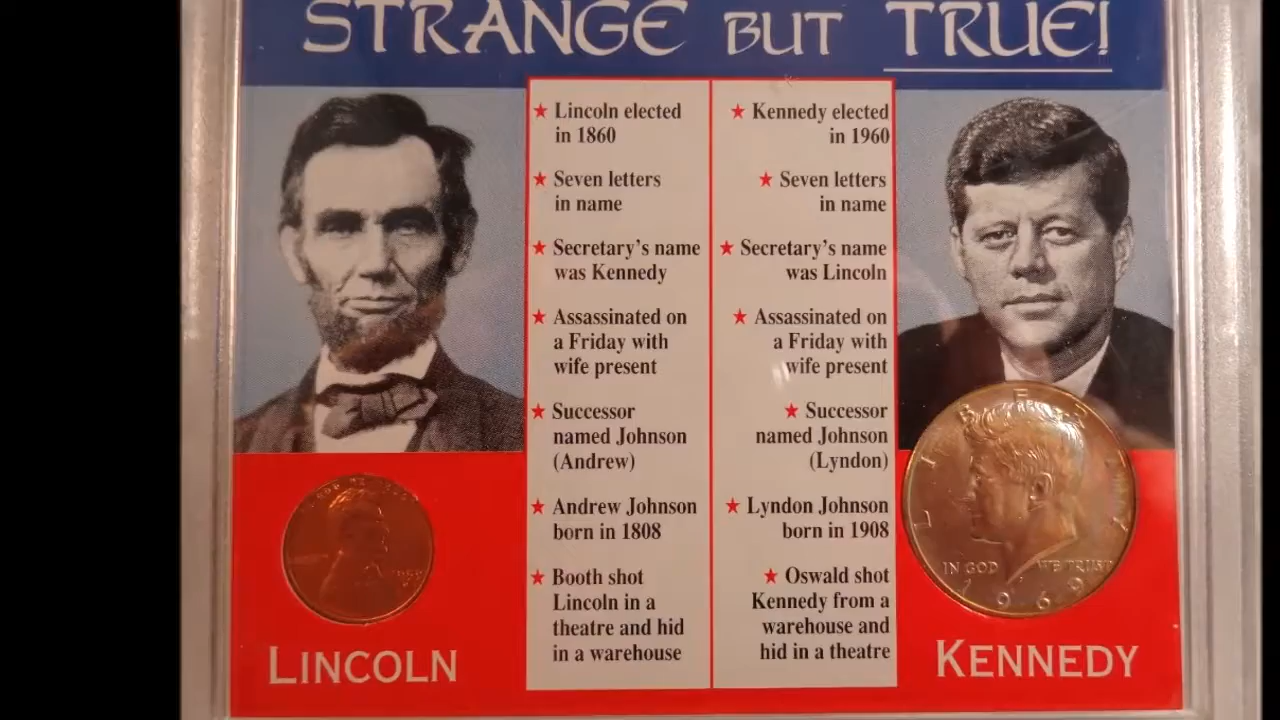 STRANGE BUT TRUE!
★ Lincoln elected
in 1860
★ Seven letters
in name
★ Secretary's name
was Kennedy
★ Assassinated on
a Friday with
wife present
★ Successor
named Johnson
(Andrew)
★ Andrew Johnson
born in 1808
★ Booth shot
Lincoln in a
theatre and hid
in a warehouse
★ Kennedy elected
in 1960
★ Seven letters
in name
★ Secretary's name
was Lincoln
★ Assassinated on
a Friday with
wife present
★ Successor
named Johnson
(Lyndon)
★ Lyndon Johnson
born in 1908
★ Oswald shot
Kennedy from a
warehouse and
hid in a theatre
LINCOLN
IN GOD WE TRUST
1969
KENNEDY